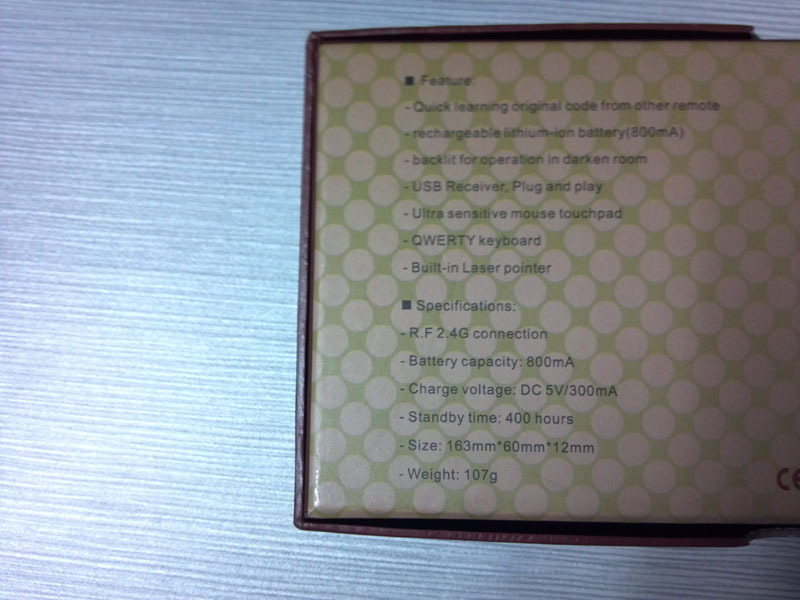 ■ Feature:
- Quick learning original code from other remote
- rechargeable lithium-ion battery(800mA)
- backlit for operation in darken room
- USB Receiver, Plug and play
- Ultra sensitive mouse touchpad
- QWERTY keyboard
- Built-in Laser pointer
■ Specifications:
- R.F 2.4G connection
- Battery capacity: 800mA
- Charge voltage: DC 5V/300mA
- Standby time: 400 hours
- Size: 163mm*60mm*12mm
- Weight: 107g
CE